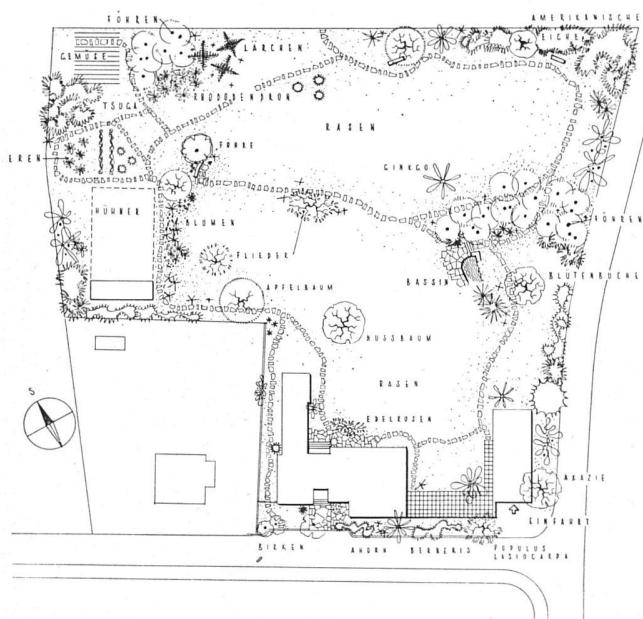 FÖHREN
AMERIKANISCHE
EICHE
GEMÜSE
LÄRCHEN
RHODODENDRON
TSUGA
RASEN
FÖHRE
EREN
GINKGO
HÜHNER
BLUMEN
FÖHREN
FLIEDER
BASSIN
BLUTENBUCHE
APFELBAUM
NUSSBAUM
RASEN
S
EDELROSEN
AKAZIE
EINFAHRT
BIRKEN
AHORN
BERBERIS
POPULUS
LASIOCARPA